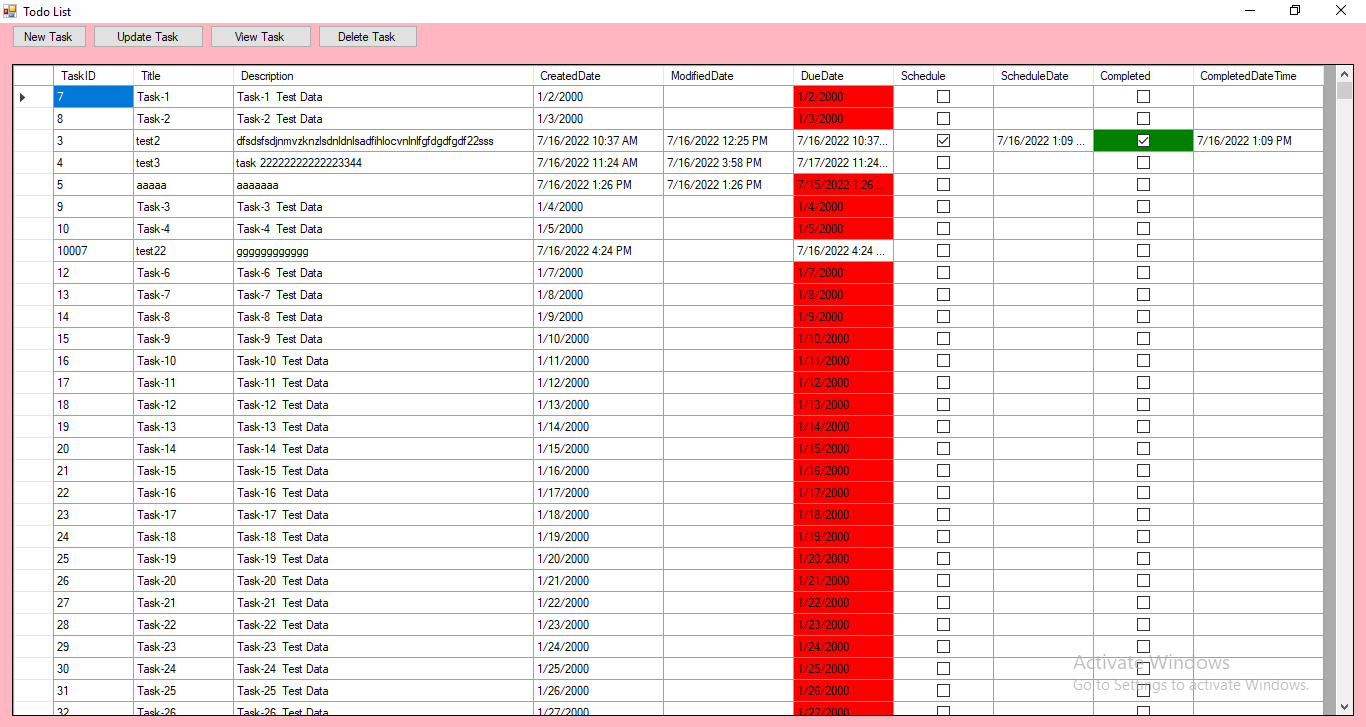 Todo List
New Task Update Task View Task Delete Task
TaskID Title Description CreatedDate ModifiedDate DueDate Schedule ScheduleDate Completed CompletedDateTime
7 Task-1 Task-1 Test Data 1/2/2000 1/2/2000
8 Task-2 Task-2 Test Data 1/3/2000 1/3/2000
3 test2 7/16/2022 10:37 AM 7/16/2022 12:25 PM 7/16/2022 10:37... 7/16/2022 1:09 ... 7/16/2022 1:09 PM
4 test3 task 22222222222223344 7/16/2022 11:24 AM 7/16/2022 3:58 PM 7/17/2022 11:24...
5 aaaaa aaaaaaa 7/16/2022 1:26 PM 7/16/2022 1:26 PM 7/15/2022 1:26 ...
9 Task-3 Task-3 Test Data 1/4/2000 1/4/2000
10 Task-4 Task-4 Test Data 1/5/2000 1/5/2000
10007 test22 gggggggggggg 7/16/2022 4:24 PM 7/16/2022 4:24 ...
12 Task-6 Task-6 Test Data 1/7/2000 1/7/2000
13 Task-7 Task-7 Test Data 1/8/2000 1/8/2000
14 Task-8 Task-8 Test Data 1/9/2000 1/9/2000
15 Task-9 Task-9 Test Data 1/10/2000 1/10/2000
16 Task-10 Task-10 Test Data 1/11/2000 1/11/2000
17 Task-11 Task-11 Test Data 1/12/2000 1/12/2000
18 Task-12 Task-12 Test Data 1/13/2000 1/13/2000
19 Task-13 Task-13 Test Data 1/14/2000 1/14/2000
20 Task-14 Task-14 Test Data 1/15/2000 1/15/2000
21 Task-15 Task-15 Test Data 1/16/2000 1/16/2000
22 Task-16 Task-16 Test Data 1/17/2000 1/17/2000
23 Task-17 Task-17 Test Data 1/18/2000 1/18/2000
24 Task-18 Task-18 Test Data 1/19/2000 1/19/2000
25 Task-19 Task-19 Test Data 1/20/2000 1/20/2000
26 Task-20 Task-20 Test Data 1/21/2000 1/21/2000
27 Task-21 Task-21 Test Data 1/22/2000 1/22/2000
28 Task-22 Task-22 Test Data 1/23/2000 1/23/2000
29 Task-23 Task-23 Test Data 1/24/2000 1/24/2000
30 Task-24 Task-24 Test Data 1/25/2000 1/25/2000
31 Task-25 Task-25 Test Data 1/26/2000 1/26/2000
32 Task-26 Task-26 Test Data 1/27/2000 1/27/2000
Activate Windows
Go to Settings to activate Windows.